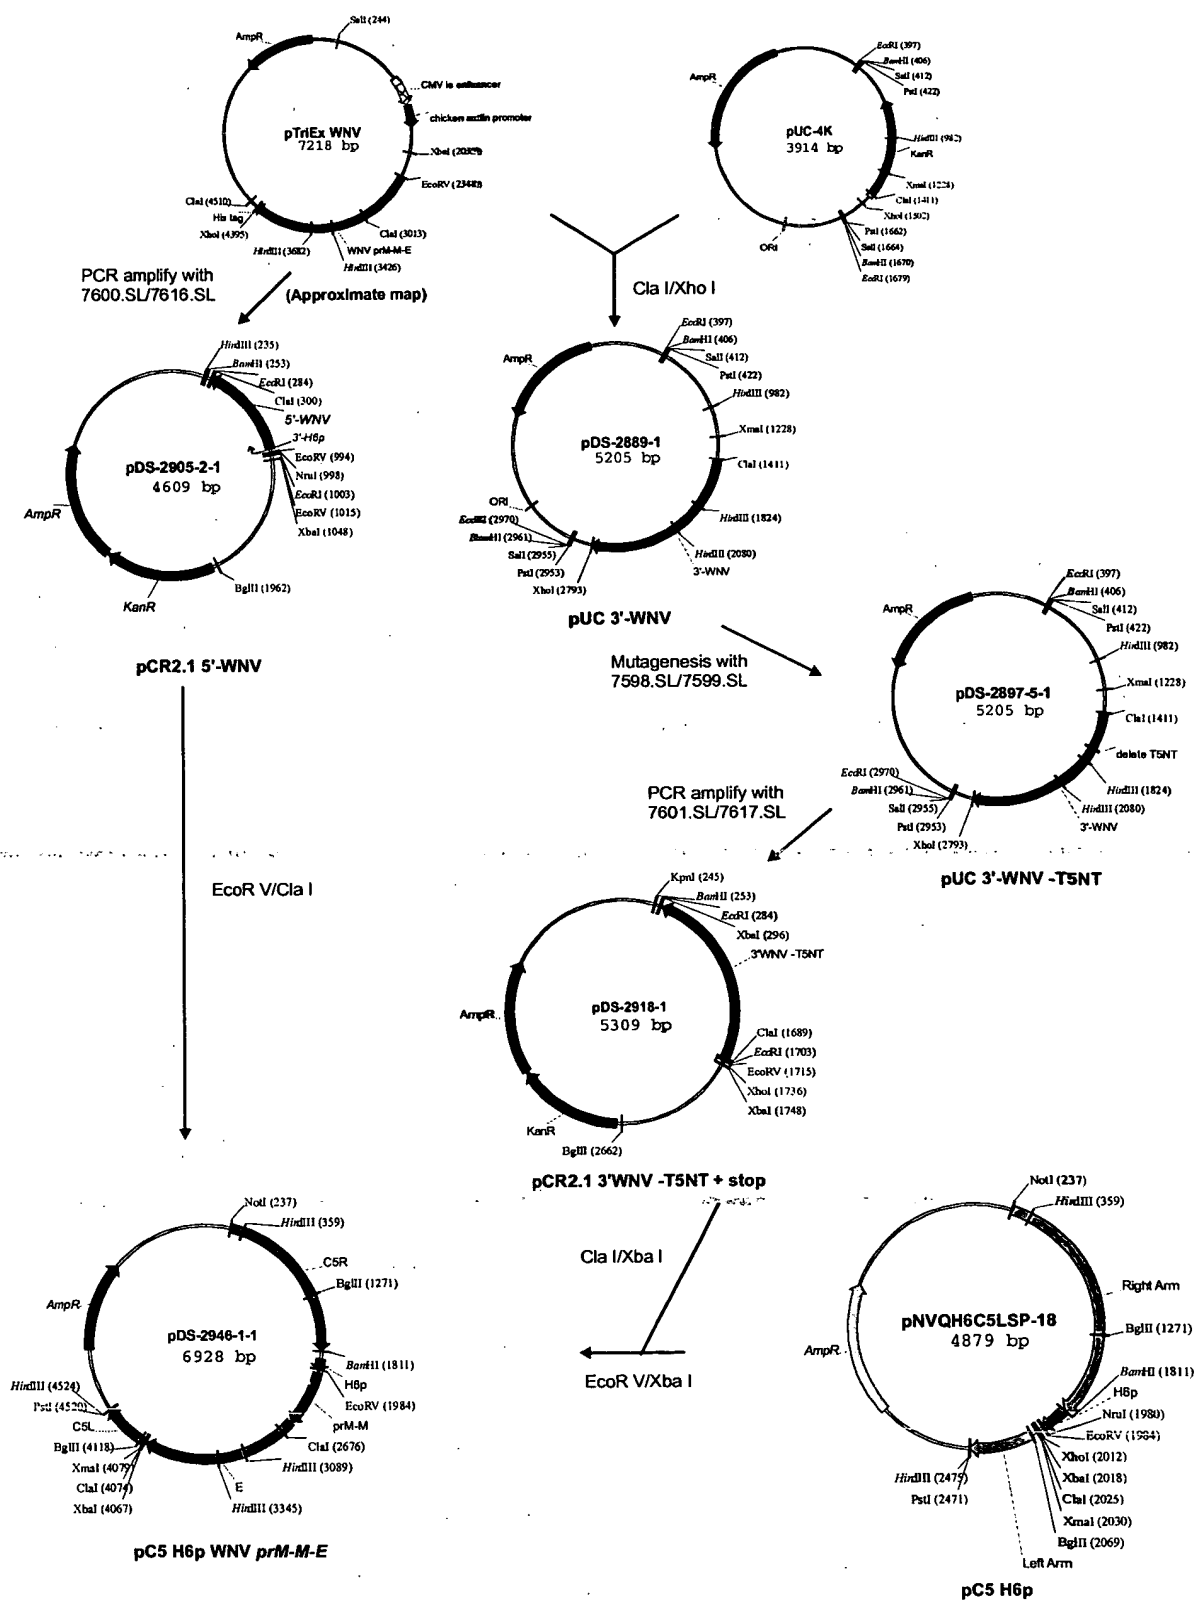 SalI (244)
AmpR
CMV ie enhancer
chicken actin promoter
pTriEx WNV
7218 bp
EcoRV (2348)
ClaI (4510)
His tag
XhoI (4395)
HindIII (3682)
ClaI (3013)
WNV prM-M-E
HindIII (3426)
(Approximate map)
EcoRI (397)
BamHI (406)
SalI (412)
PstI (422)
AmpR
pUC-4K
3914 bp
HindIII (982)
KanR
XmaI (1228)
ClaI (1411)
XhoI (1502)
PstI (1662)
SalI (1664)
BamHI (1670)
EcoRI (1679)
ORI
PCR amplify with
7600.SL/7616.SL
Cla I/Xho I
HindIII (235)
BamHI (253)
EcoRI (284)
ClaI (300)
5'-WNV
3'-H6p
EcoRV (994)
NruI (998)
EcoRI (1003)
EcoRV (1015)
XbaI (1048)
pDS-2905-2-1
4609 bp
AmpR
KanR
BglII (1962)
pCR2.1 5'-WNV
EcoRI (397)
BamHI (406)
SalI (412)
PstI (422)
HindIII (982)
XmaI (1228)
ClaI (1411)
AmpR
pDS-2889-1
5205 bp
ORI
EcoRI (2970)
BamHI (2961)
SalI (2955)
PstI (2953)
XhoI (2793)
HindIII (1824)
HindIII (2080)
3'-WNV
pUC 3'-WNV
Mutagenesis with
7598.SL/7599.SL
EcoRI (397)
BamHI (406)
SalI (412)
PstI (422)
HindIII (982)
XmaI (1228)
ClaI (1411)
delete T5NT
AmpR
pDS-2897-5-1
5205 bp
EcoRI (2970)
BamHI (2961)
SalI (2955)
PstI (2953)
XhoI (2793)
HindIII (1824)
HindIII (2080)
3'-WNV
pUC 3'-WNV -T5NT
PCR amplify with
7601.SL/7617.SL
EcoR V/Cla I
KpnI (245)
BamHI (253)
EcoRI (284)
XbaI (296)
3'WNV -T5NT
AmpR
pDS-2918-1
5309 bp
ClaI (1689)
EcoRI (1703)
EcoRV (1715)
XhoI (1736)
XbaI (1748)
KanR
BglII (2662)
pCR2.1 3'WNV -T5NT + stop
Cla I/Xba I
EcoR V/Xba I
NotI (237)
HindIII (359)
C5R
BglII (1271)
AmpR
pDS-2946-1-1
6928 bp
BamHI (1811)
H6p
EcoRV (1984)
prM-M
ClaI (2676)
HindIII (3089)
E
HindIII (3345)
HindIII (4524)
PstI (4520)
C5L
BglII (4118)
XmaI (4079)
ClaI (4074)
XbaI (4067)
pC5 H6p WNV prM-M-E
NotI (237)
HindIII (359)
Right Arm
BglII (1271)
pNVQH6C5LSP-18
4879 bp
AmpR
BamHI (1811)
H6p
NruI (1980)
EcoRV (1984)
XhoI (2012)
XbaI (2018)
ClaI (2025)
XmaI (2030)
BglII (2069)
HindIII (2475)
PstI (2471)
Left Arm
pC5 H6p